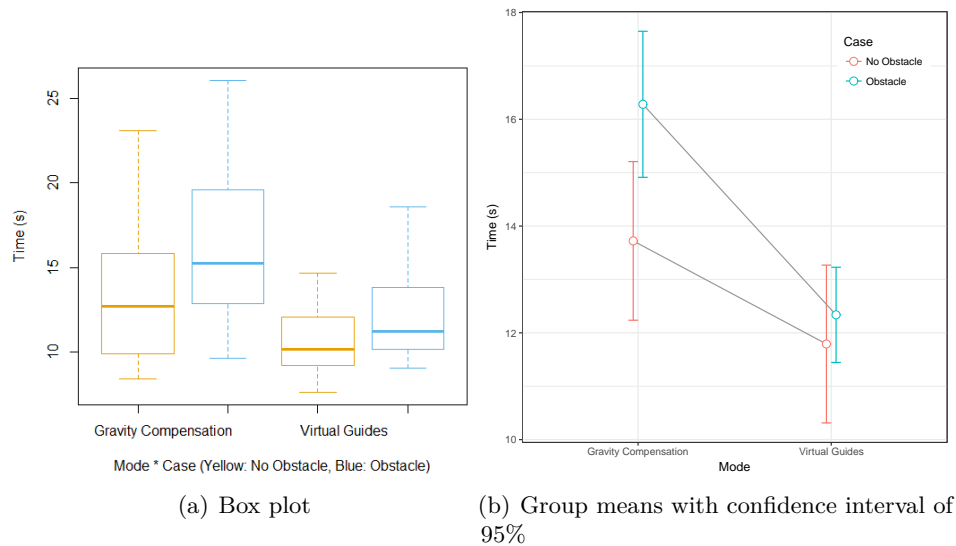 25
20
15
10
Time (s)
Gravity Compensation
Virtual Guides
Mode * Case (Yellow: No Obstacle, Blue: Obstacle)
(a) Box plot
18
16
14
12
10
Time (s)
Case
No Obstacle
Obstacle
Gravity Compensation
Virtual Guides
Mode
(b) Group means with confidence interval of
95%